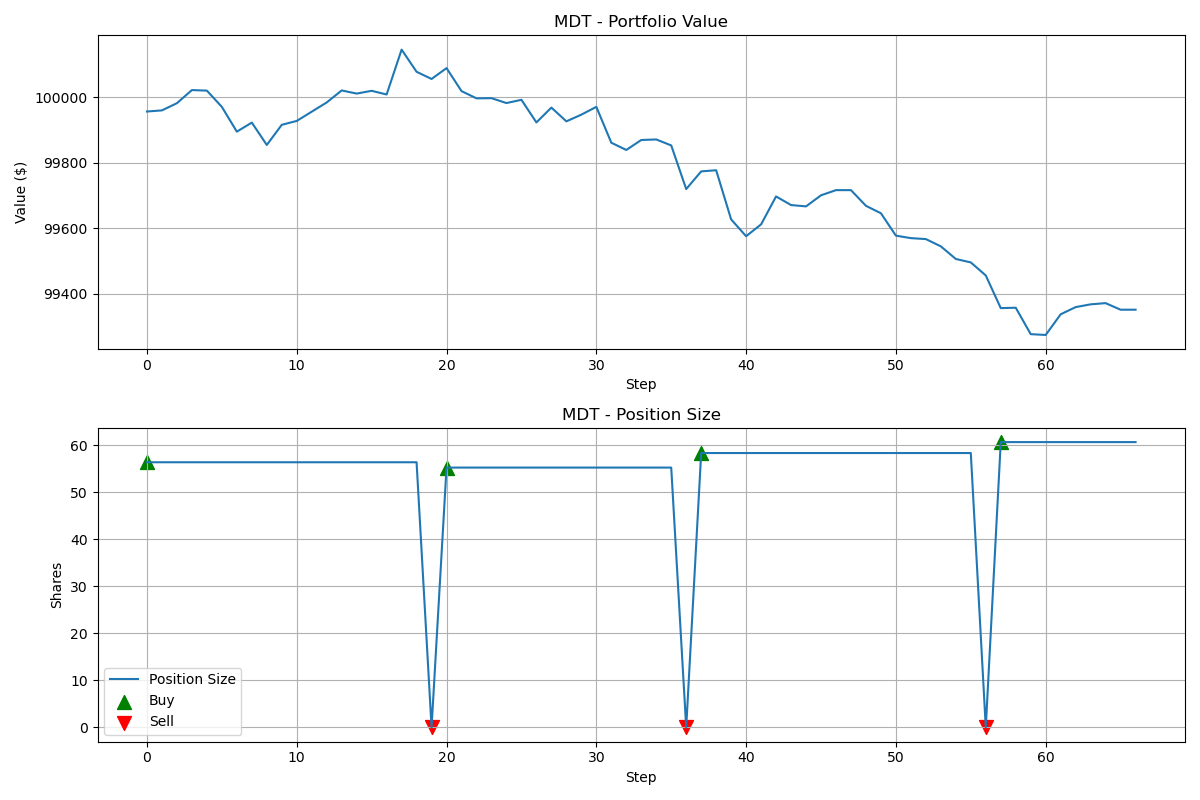 MDT - Portfolio Value
Value ($)
100000
99800
99600
99400
0 10 20 30 40 50 60
Step
MDT - Position Size
Shares
60
50
40
30
20
10
0
Position Size
Buy
Sell
0 10 20 30 40 50 60
Step